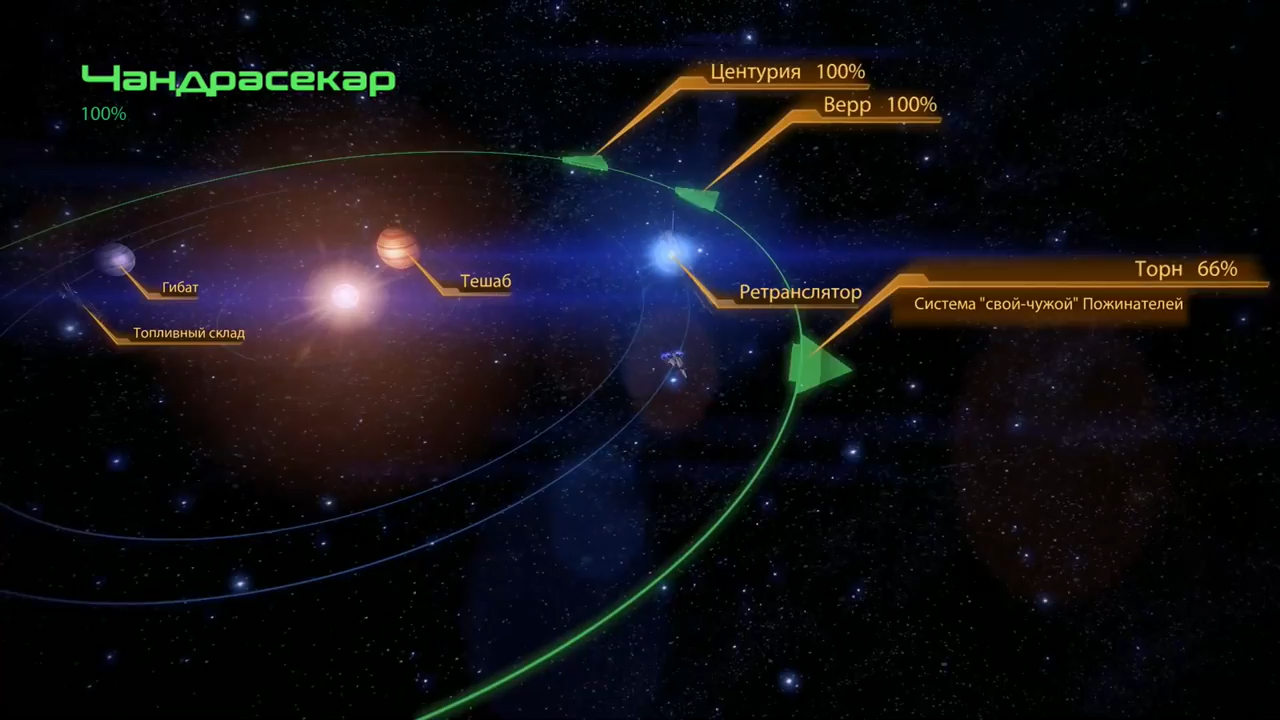 Чандрасекар
100%
Центурия 100%
Верр 100%
Торн 66%
Система "свой-чужой" Пожинателей
Ретранслятор
Тешаб
Гибат
Топливный склад